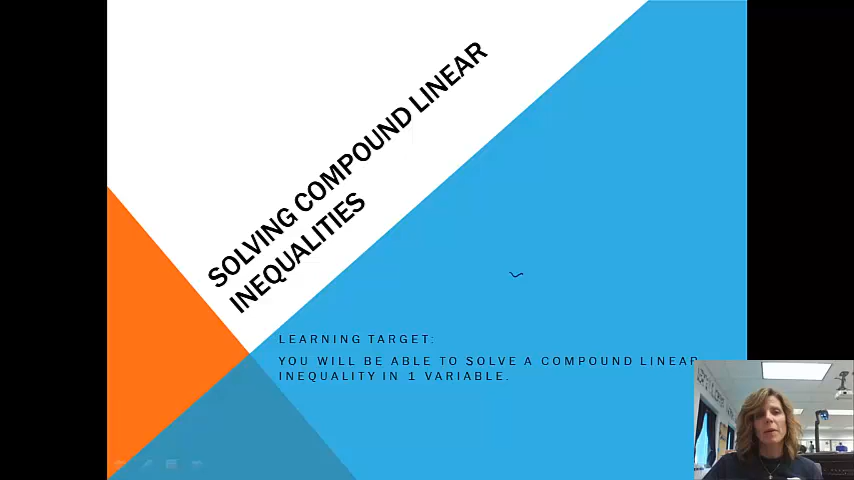 SOLVING COMPOUND LINEAR
INEQUALITIES
LEARNING TARGET:
YOU WILL BE ABLE TO SOLVE A COMPOUND LINEAR
INEQUALITY IN 1 VARIABLE.